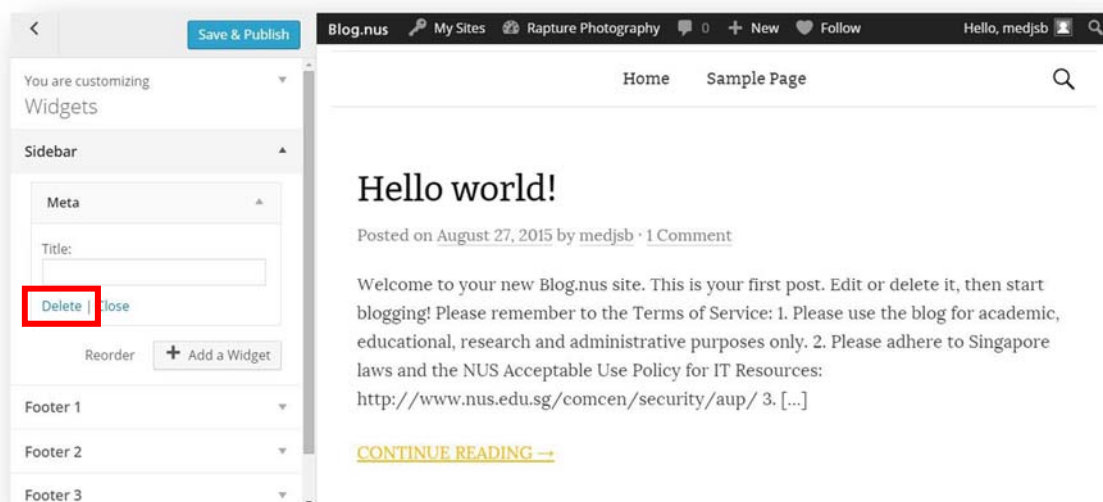 Save & Publish
You are customizing
Widgets
Sidebar
Meta
Title:
Delete | Close
Reorder + Add a Widget
Footer 1
Footer 2
Footer 3
Blog.nus My Sites Rapture Photography 0 + New Follow Hello, medjsb
Home Sample Page
Hello world!
Posted on August 27, 2015 by medjsb · 1 Comment
Welcome to your new Blog.nus site. This is your first post. Edit or delete it, then start
blogging! Please remember to the Terms of Service: 1. Please use the blog for academic,
educational, research and administrative purposes only. 2. Please adhere to Singapore
laws and the NUS Acceptable Use Policy for IT Resources:
http://www.nus.edu.sg/comcen/security/aup/ 3. [...]
CONTINUE READING →